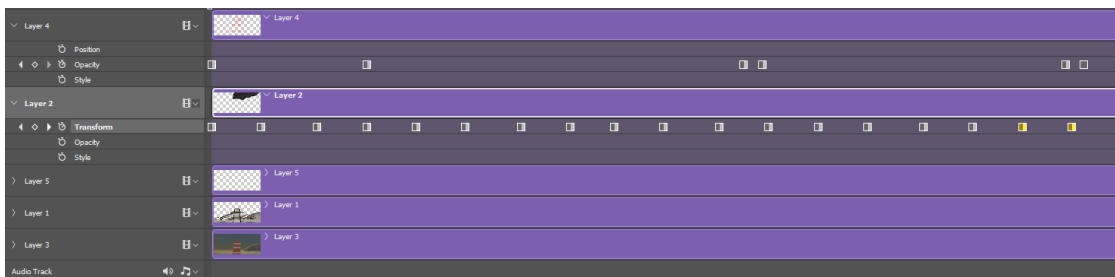 Layer 4
Layer 4
Position
Opacity
Style
Layer 2
Layer 2
Transform
Opacity
Style
Layer 5
Layer 5
Layer 1
Layer 1
Layer 3
Layer 3
Audio Track